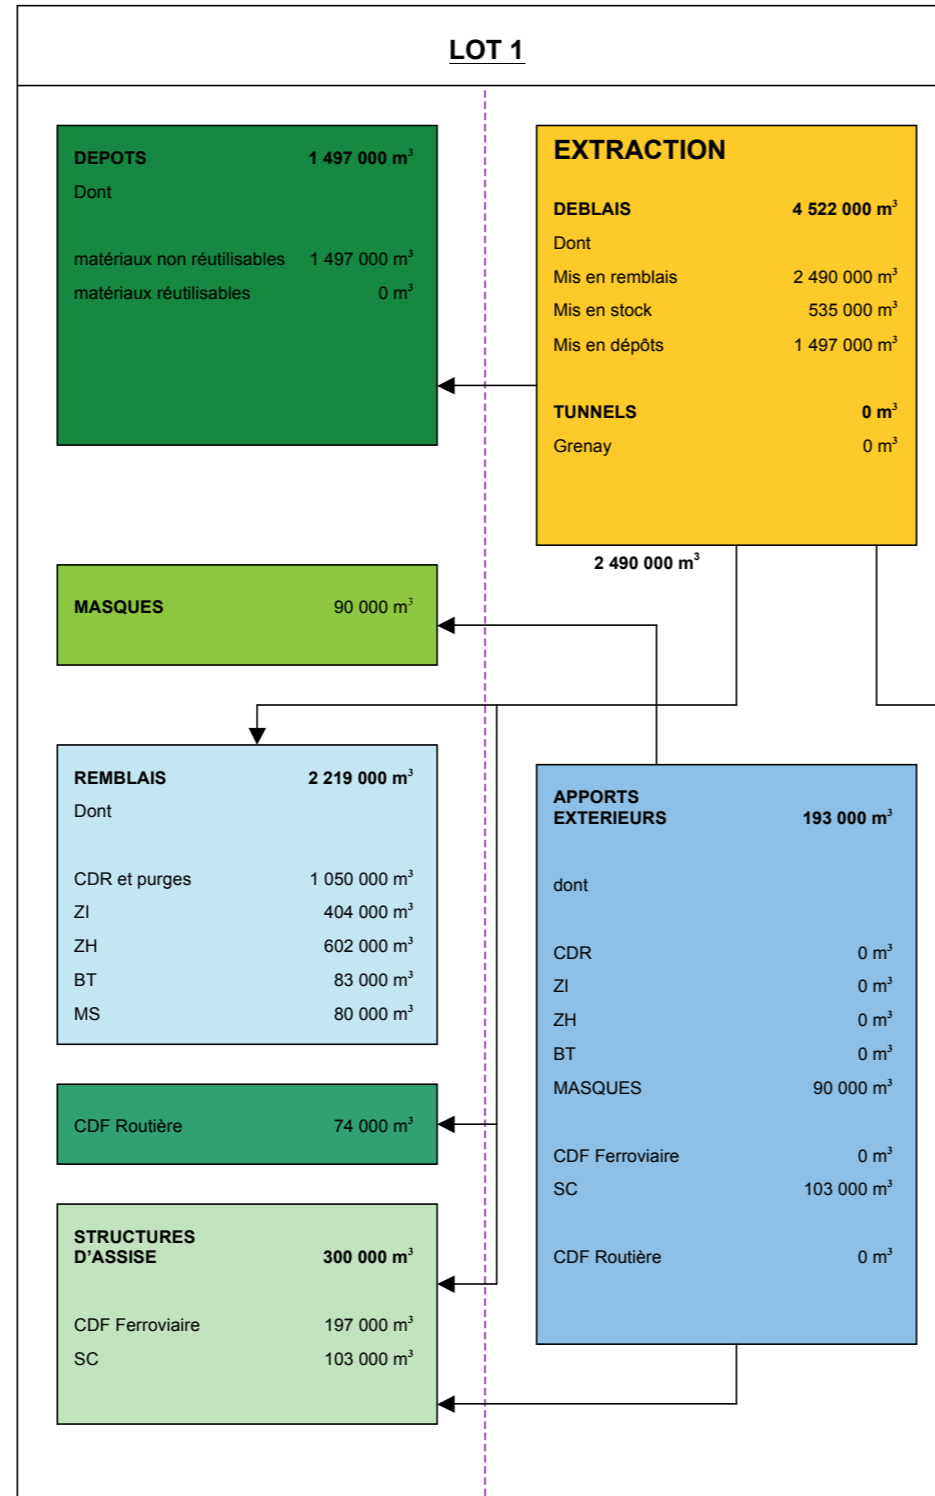 LOT 1
DEPOTS 1 497 000 m³
Dont
matériaux non réutilisables 1 497 000 m³
matériaux réutilisables 0 m³
EXTRACTION
DEBLAIS 4 522 000 m³
Dont
Mis en remblais 2 490 000 m³
Mis en stock 535 000 m³
Mis en dépôts 1 497 000 m³
TUNNELS 0 m³
Grenay 0 m³
2 490 000 m³
MASQUES 90 000 m³
REMBLAIS 2 219 000 m³
Dont
CDR et purges 1 050 000 m³
ZI 404 000 m³
ZH 602 000 m³
BT 83 000 m³
MS 80 000 m³
APPORTS
EXTERIEURS 193 000 m³
dont
CDR 0 m³
ZI 0 m³
ZH 0 m³
BT 0 m³
MASQUES 90 000 m³
CDF Ferroviaire 0 m³
SC 103 000 m³
CDF Routière 0 m³
CDF Routière 74 000 m³
STRUCTURES
D'ASSISE 300 000 m³
CDF Ferroviaire 197 000 m³
SC 103 000 m³